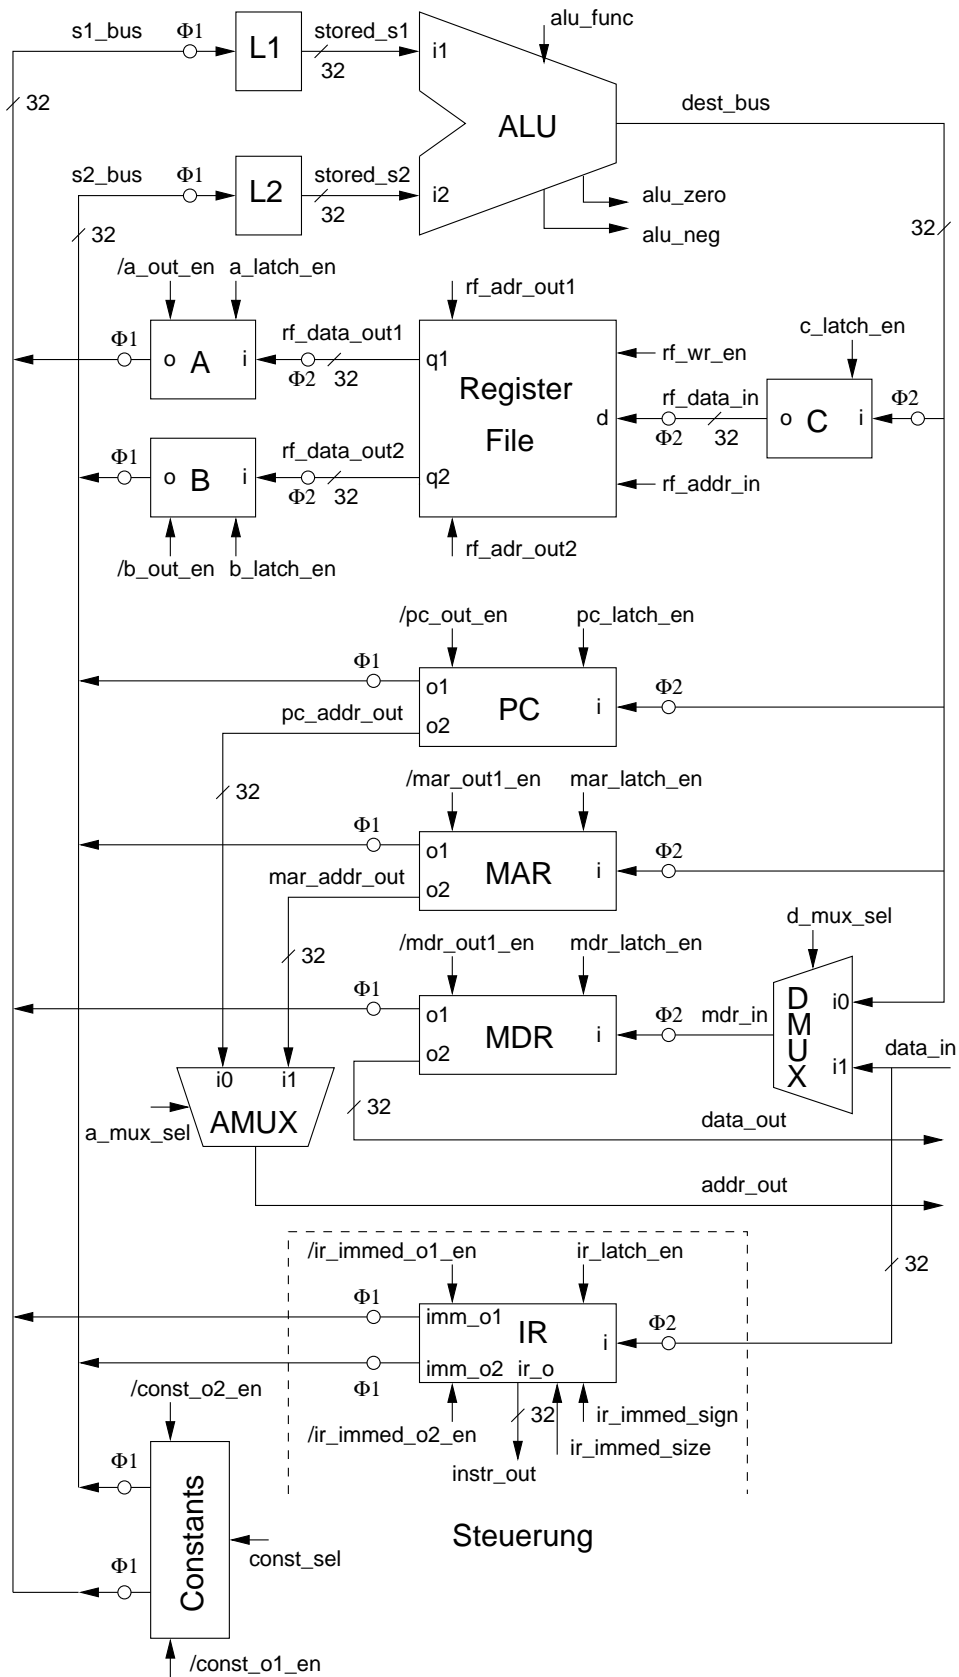 alu_func
s1_bus Φ1 L1 stored_s1 i1
32 32
ALU dest_bus
s2_bus Φ1 L2 stored_s2 i2
32 32 alu_zero 32
alu_neg
/a_out_en a_latch_en rf_adr_out1
c_latch_en
Φ1 o A i rf_data_out1 q1 rf_wr_en
Φ2 32 Register rf_data_in o C i Φ2
File d Φ2 32
Φ1 o B i rf_data_out2 q2
Φ2 32 rf_addr_in
/b_out_en b_latch_en rf_adr_out2
/pc_out_en pc_latch_en
Φ1 o1 PC i Φ2
pc_addr_out o2
32 /mar_out1_en mar_latch_en
Φ1 o1 MAR i Φ2
mar_addr_out o2
d_mux_sel
32 /mdr_out1_en mdr_latch_en
Φ1 o1 MDR i Φ2 mdr_in DMUX i0
o2 i1 data_in
i0 i1
AMUX 32
a_mux_sel data_out
addr_out
/ir_immed_o1_en ir_latch_en 32
Φ1 imm_o1 IR i Φ2
Φ1 imm_o2 ir_o
/const_o2_en 32 ir_immed_sign
/ir_immed_o2_en ir_immed_size
Φ1 instr_out
Constants Steuerung
const_sel
Φ1
/const_o1_en